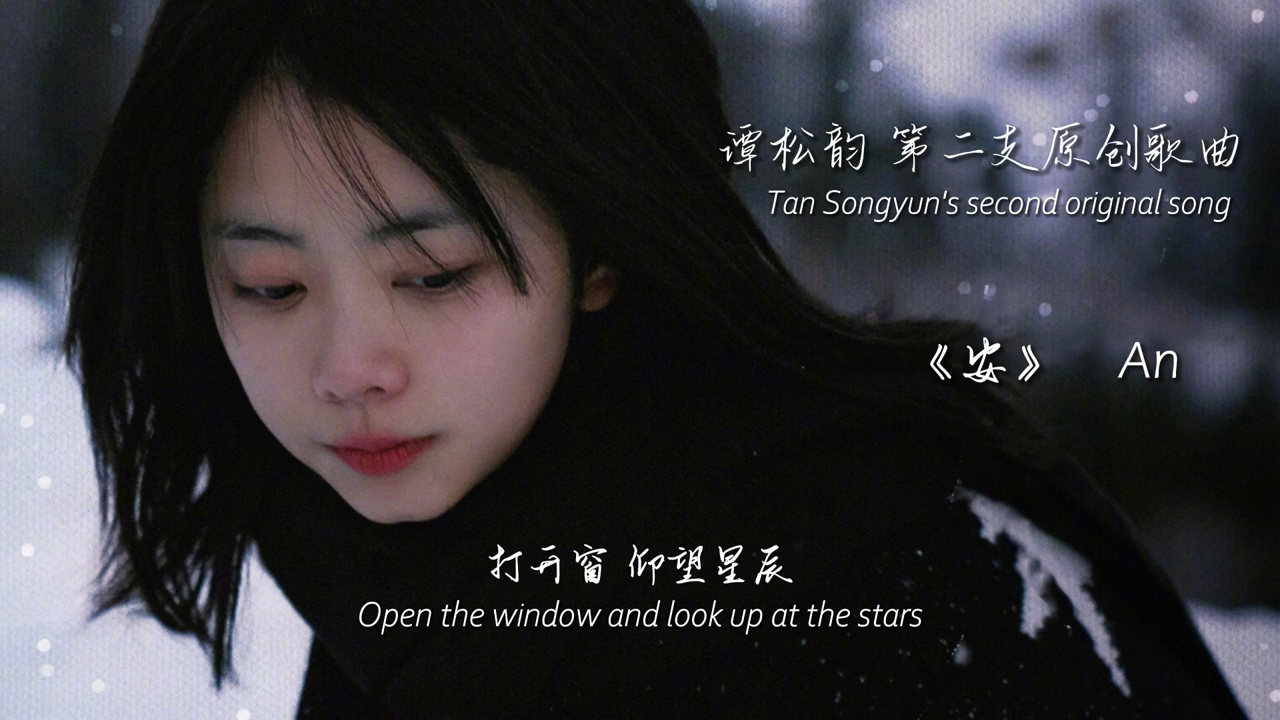 谭松韵 第二支原创歌曲
Tan Songyun's second original song
《安》 An
打开窗 仰望星辰
Open the window and look up at the stars